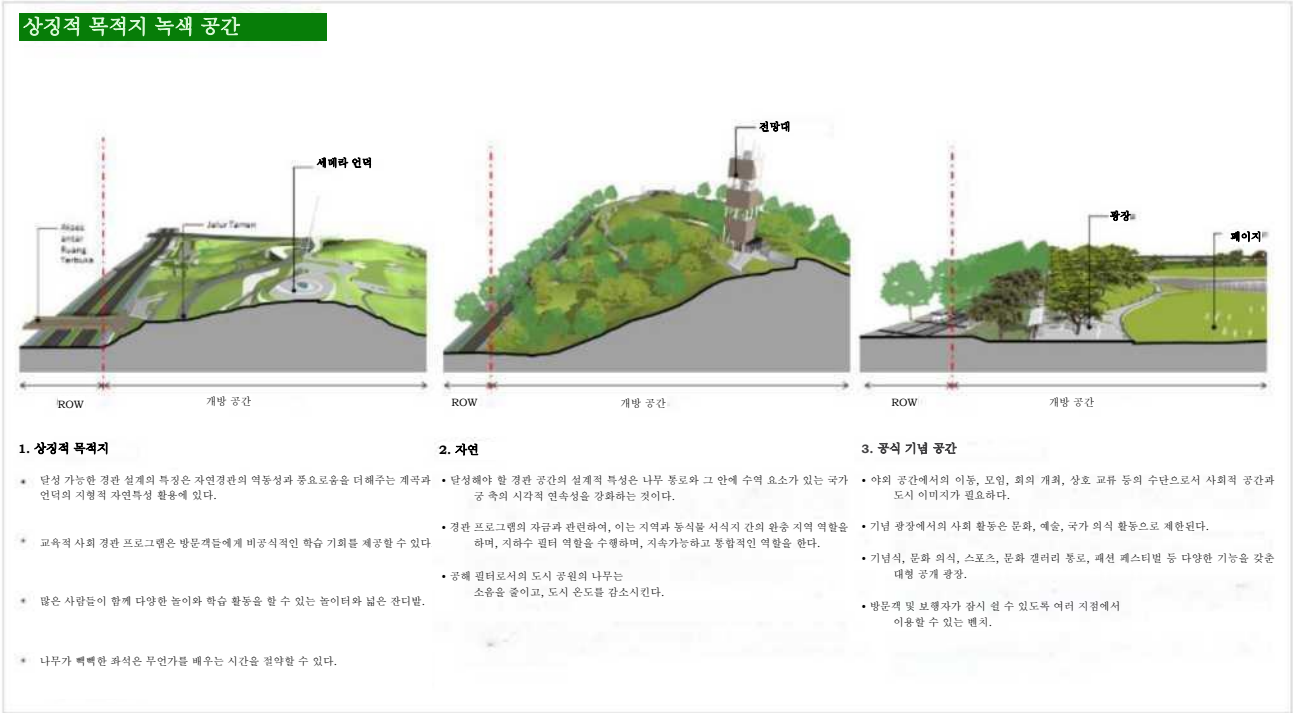 상징적 목적지 녹색 공간
세메라 언덕
Akses
antar
Ruang
Terbuka
Jalur Taman
ROW
개방 공간
전망대
ROW
개방 공간
광장
페이지
ROW
개방 공간
1. 상징적 목적지
• 달성 가능한 경관 설계의 특징은 자연경관의 역동성과 풍요로움을 더해주는 계곡과
언덕의 지형적 자연특성 활용에 있다.
• 교육적 사회 경관 프로그램은 방문객들에게 비공식적인 학습 기회를 제공할 수 있다
• 많은 사람들이 함께 다양한 놀이와 학습 활동을 할 수 있는 놀이터와 넓은 잔디밭.
• 나무가 빽빽한 좌석은 무언가를 배우는 시간을 절약할 수 있다.
2. 자연
• 달성해야 할 경관 공간의 설계적 특성은 나무 통로와 그 안에 수역 요소가 있는 국가
궁 축의 시각적 연속성을 강화하는 것이다.
• 경관 프로그램의 자금과 관련하여, 이는 지역과 동식물 서식지 간의 완충 지역 역할을
하며, 지하수 필터 역할을 수행하며, 지속가능하고 통합적인 역할을 한다.
• 공해 필터로서의 도시 공원의 나무는
소음을 줄이고, 도시 온도를 감소시킨다.
3. 공식 기념 공간
• 야외 공간에서의 이동, 모임, 회의 개최, 상호 교류 등의 수단으로서 사회적 공간과
도시 이미지가 필요하다.
• 기념 광장에서의 사회 활동은 문화, 예술, 국가 의식 활동으로 제한된다.
• 기념식, 문화 의식, 스포츠, 문화 갤러리 통로, 패션 페스티벌 등 다양한 기능을 갖춘
대형 공개 광장.
• 방문객 및 보행자가 잠시 쉴 수 있도록 여러 지점에서
이용할 수 있는 벤치.